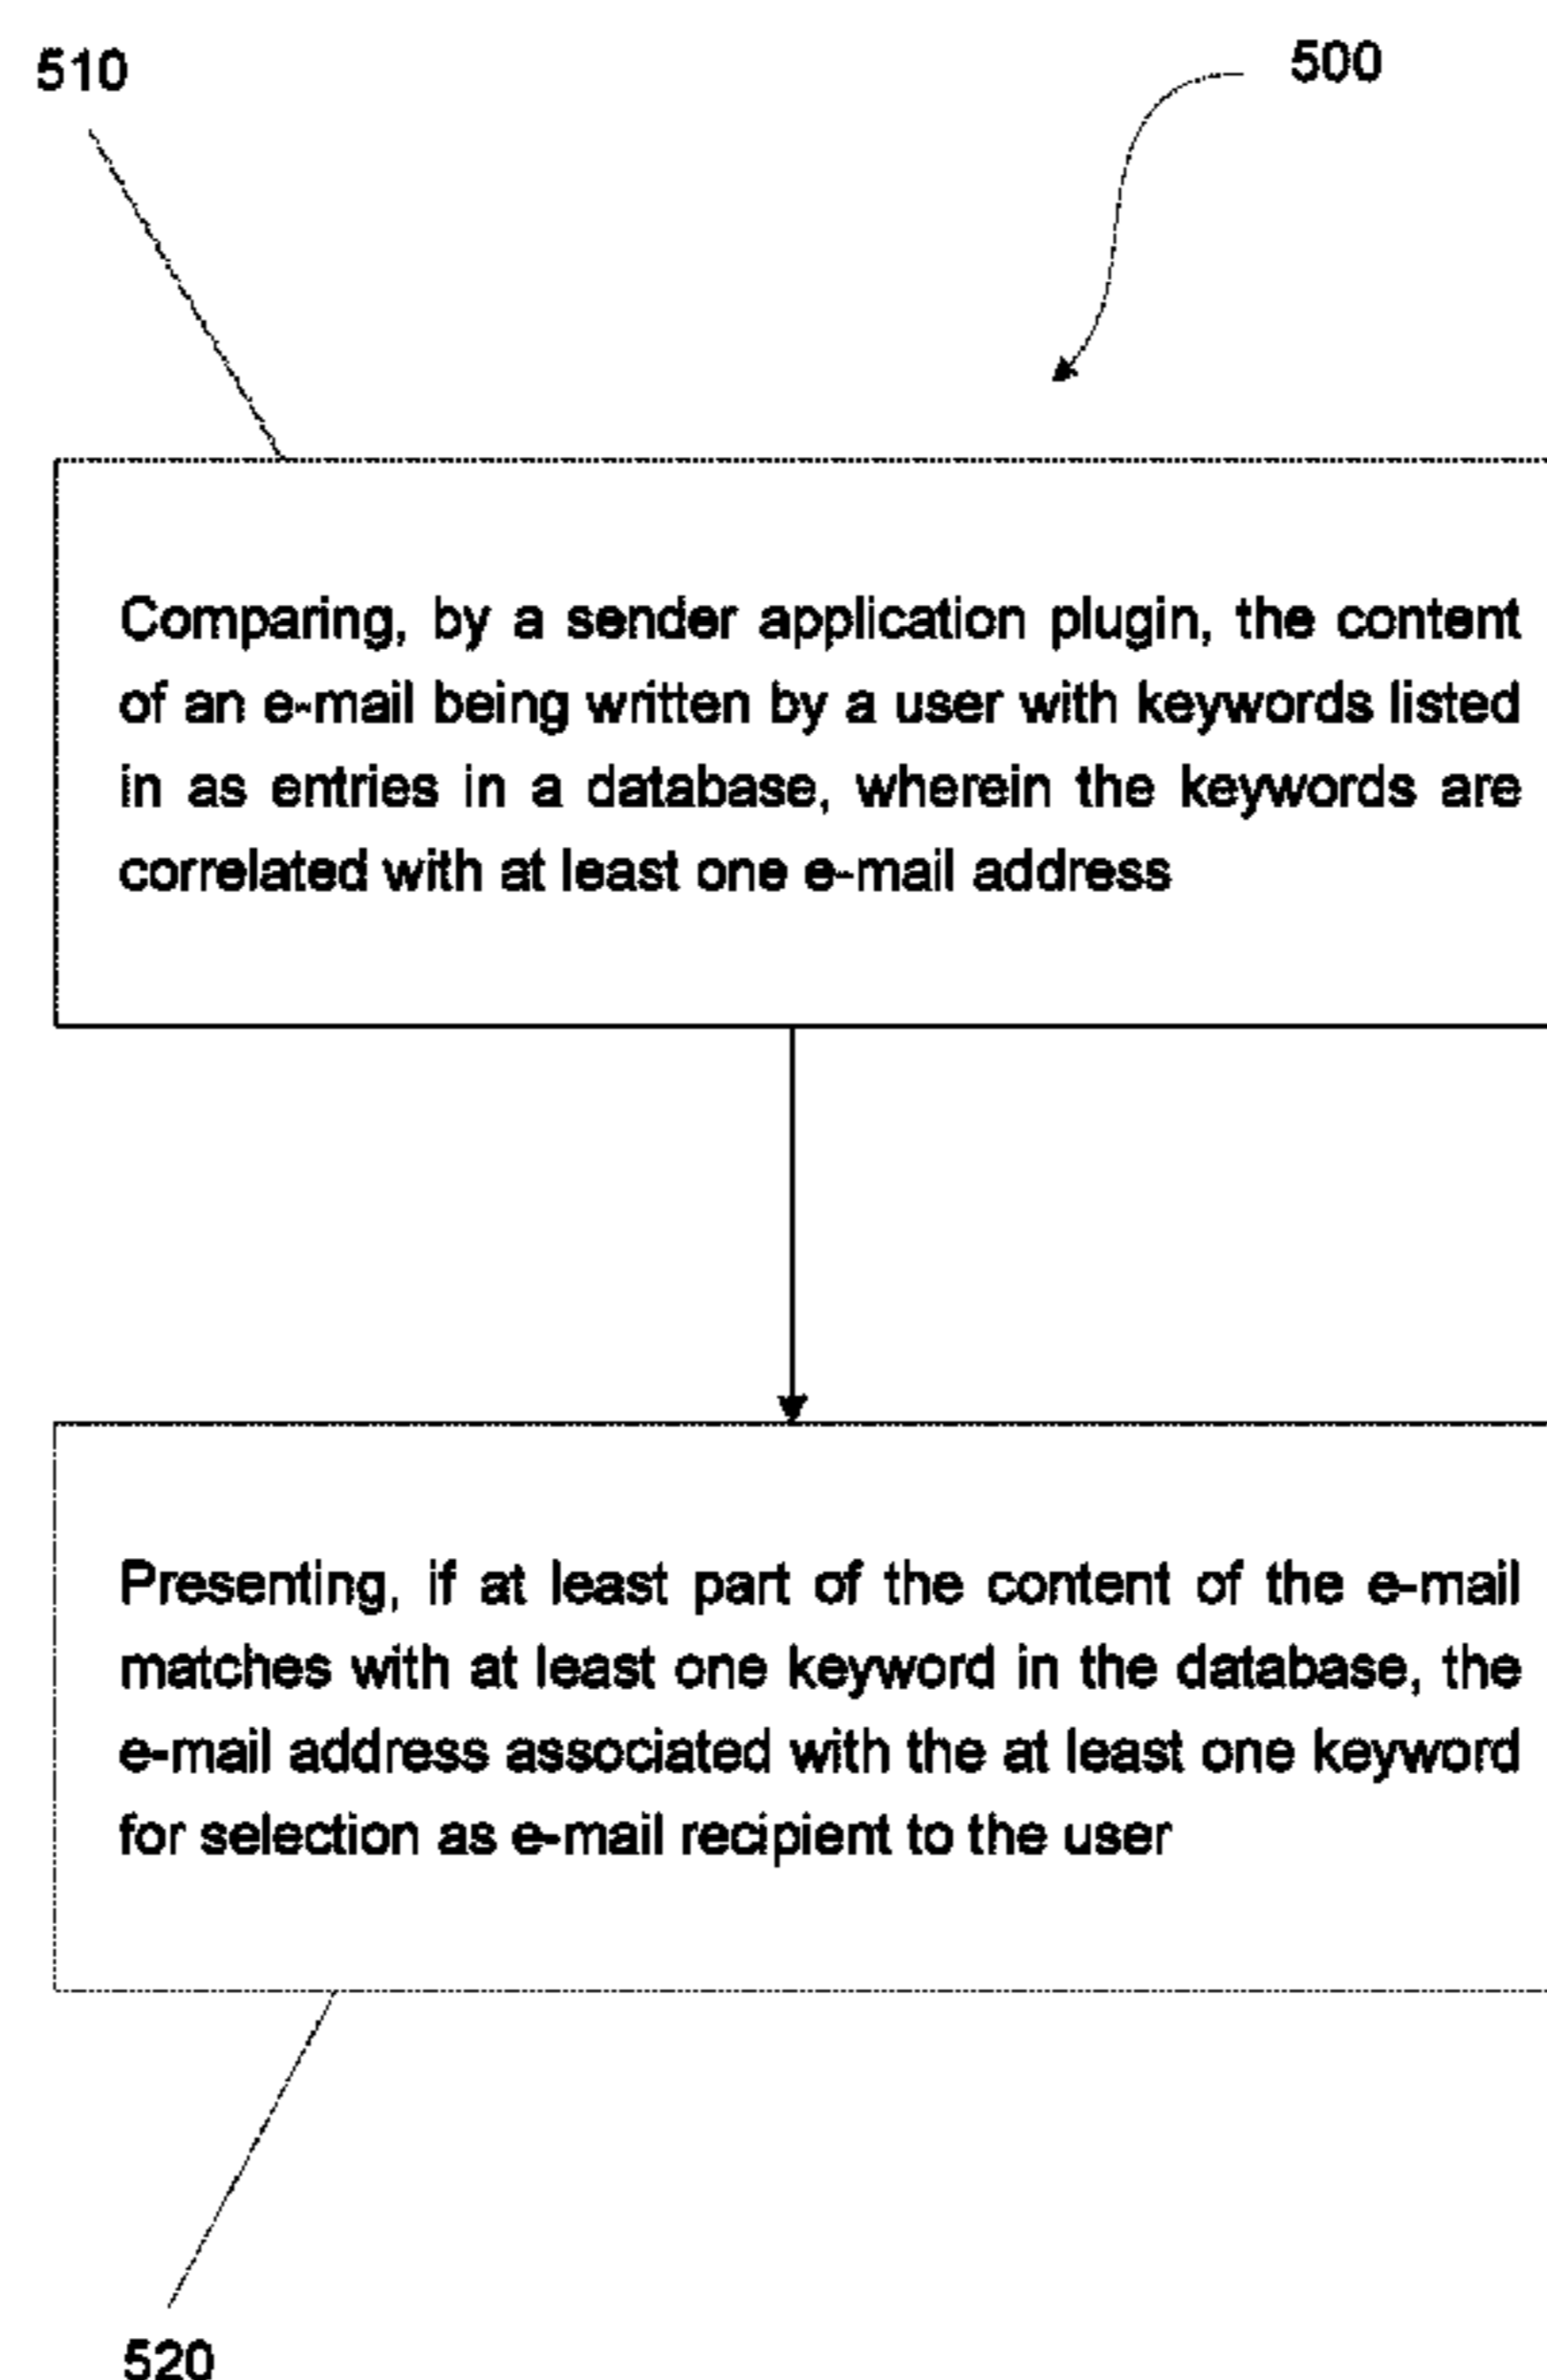 510
500
Comparing, by a sender application plugin, the content
of an e-mail being written by a user with keywords listed
in as entries in a database, wherein the keywords are
correlated with at least one e-mail address
Presenting, if at least part of the content of the e-mail
matches with at least one keyword in the database, the
e-mail address associated with the at least one keyword
for selection as e-mail recipient to the user
520